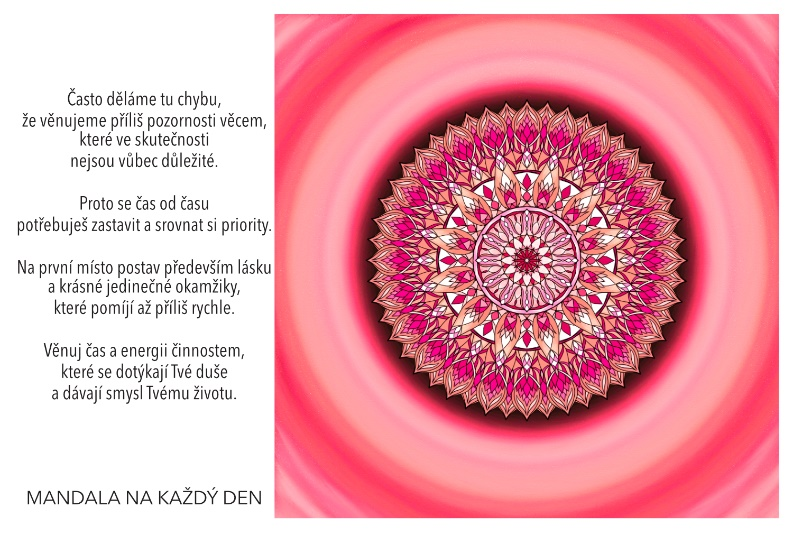 Často děláme tu chybu,
že věnujeme příliš pozornosti věcem,
které ve skutečnosti
nejsou vůbec důležité.
Proto se čas od času
potřebuješ zastavit a srovnat si priority.
Na první místo postav především lásku
a krásné jedinečné okamžiky,
které pomíjí až příliš rychle.
Věnuj čas a energii činnostem,
které se dotýkají Tvé duše
a dávají smysl Tvému životu.
MANDALA NA KAŽDÝ DEN